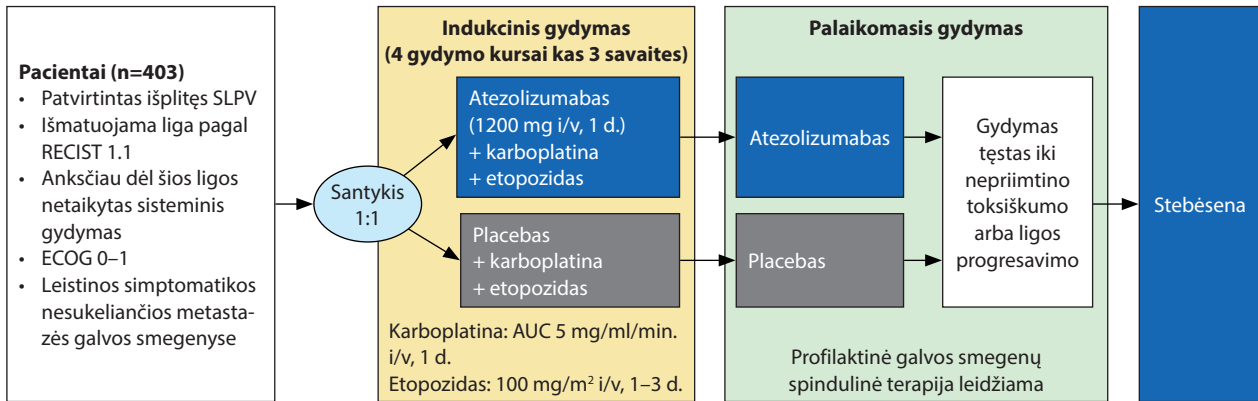 Pacientai (n=403)
• Patvirtintas išplitęs SLPV
• Išmatuojama liga pagal
RECIST 1.1
• Anksčiau dėl šios ligos
netaikytas sisteminis
gydymas
• ECOG 0–1
• Leistinos simptomatikos
nesukeliančios metasta-
zės galvos smegenyse
Santykis
1:1
Indukcinis gydymas
(4 gydymo kursai kas 3 savaites)
Atezolizumabas
(1200 mg i/v, 1 d.)
+ karboplatina
+ etopozidas
Placebas
+ karboplatina
+ etopozidas
Karboplatina: AUC 5 mg/ml/min.
i/v, 1 d.
Etopozidas: 100 mg/m² i/v, 1–3 d.
Palaikomasis gydymas
Atezolizumabas
Placebas
Gydymas
tęstas iki
nepriimtino
toksiškumo
arba ligos
progresavimo
Profilaktinė galvos smegenų
spindulinė terapija leidžiama
Stebėsena